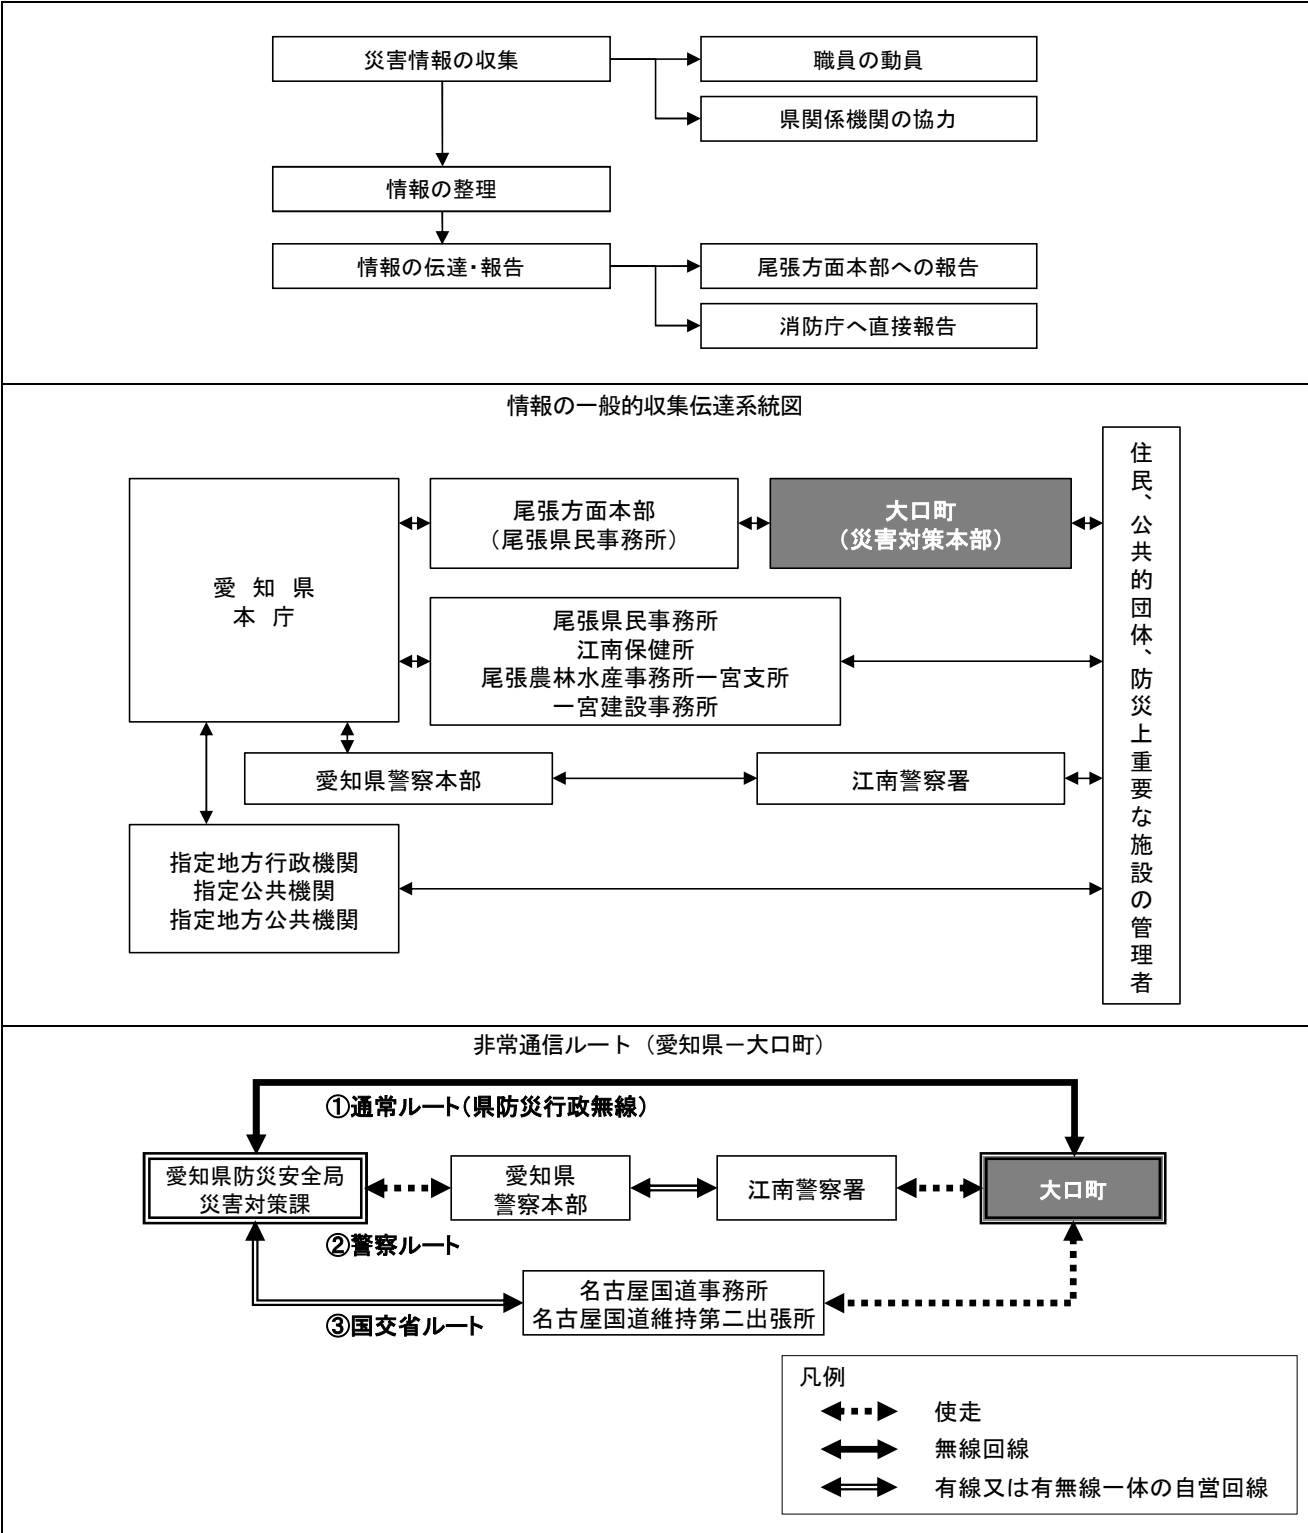 災害情報の収集
職員の動員
県関係機関の協力
情報の整理
情報の伝達・報告
尾張方面本部への報告
消防庁へ直接報告
情報の一般的収集伝達系統図
愛知県
本庁
尾張方面本部
（尾張県民事務所）
大口町
（災害対策本部）
尾張県民事務所
江南保健所
尾張農林水産事務所一宮支所
一宮建設事務所
愛知県警察本部
江南警察署
指定地方行政機関
指定公共機関
指定地方公共機関
住民、公共的団体、防災上重要な施設の管理者
非常通信ルート（愛知県－大口町）
①通常ルート（県防災行政無線）
愛知県防災安全局
災害対策課
愛知県
警察本部
江南警察署
大口町
②警察ルート
名古屋国道事務所
名古屋国道維持第二出張所
③国交省ルート
凡例
使走
無線回線
有線又は有無線一体の自営回線